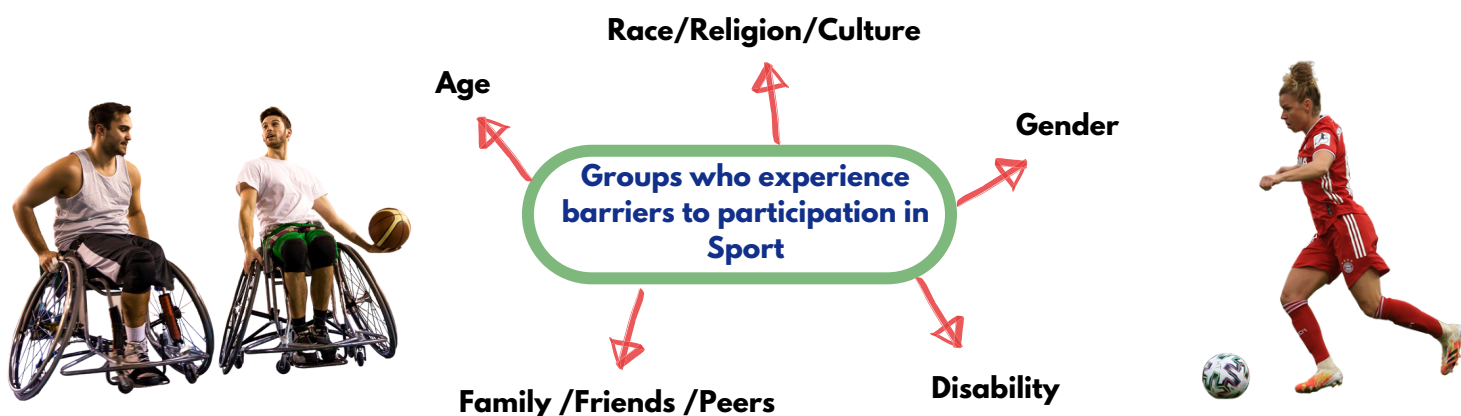 Race/Religion/Culture
Age
Gender
Groups who experience
barriers to participation in
Sport
Disability
Family /Friends /Peers